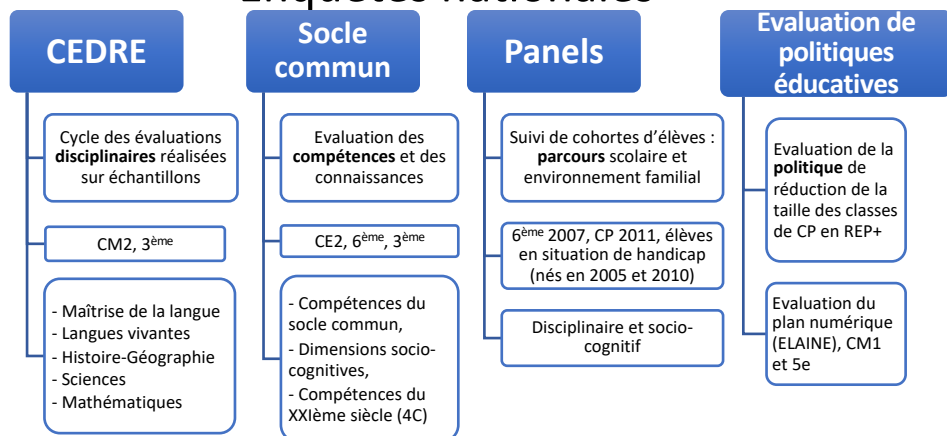 Enquêtes nationales
CEDRE
Cycle des évaluations
disciplinaires réalisées
sur échantillons
CM2, 3ème
- Maîtrise de la langue
- Langues vivantes
- Histoire-Géographie
- Sciences
- Mathématiques
Socle
commun
Evaluation des
compétences et des
connaissances
CE2, 6ème, 3ème
- Compétences du
socle commun,
- Dimensions socio-
cognitives,
- Compétences du
XXIème siècle (4C)
Panels
Suivi de cohortes d'élèves :
parcours scolaire et
environnement familial
6ème 2007, CP 2011, élèves
en situation de handicap
(nés en 2005 et 2010)
Disciplinaire et socio-
cognitif
Evaluation de
politiques
éducatives
Evaluation de la
politique de
réduction de la
taille des classes
de CP en REP+
Evaluation du
plan numérique
(ELAINE), CM1
et 5e